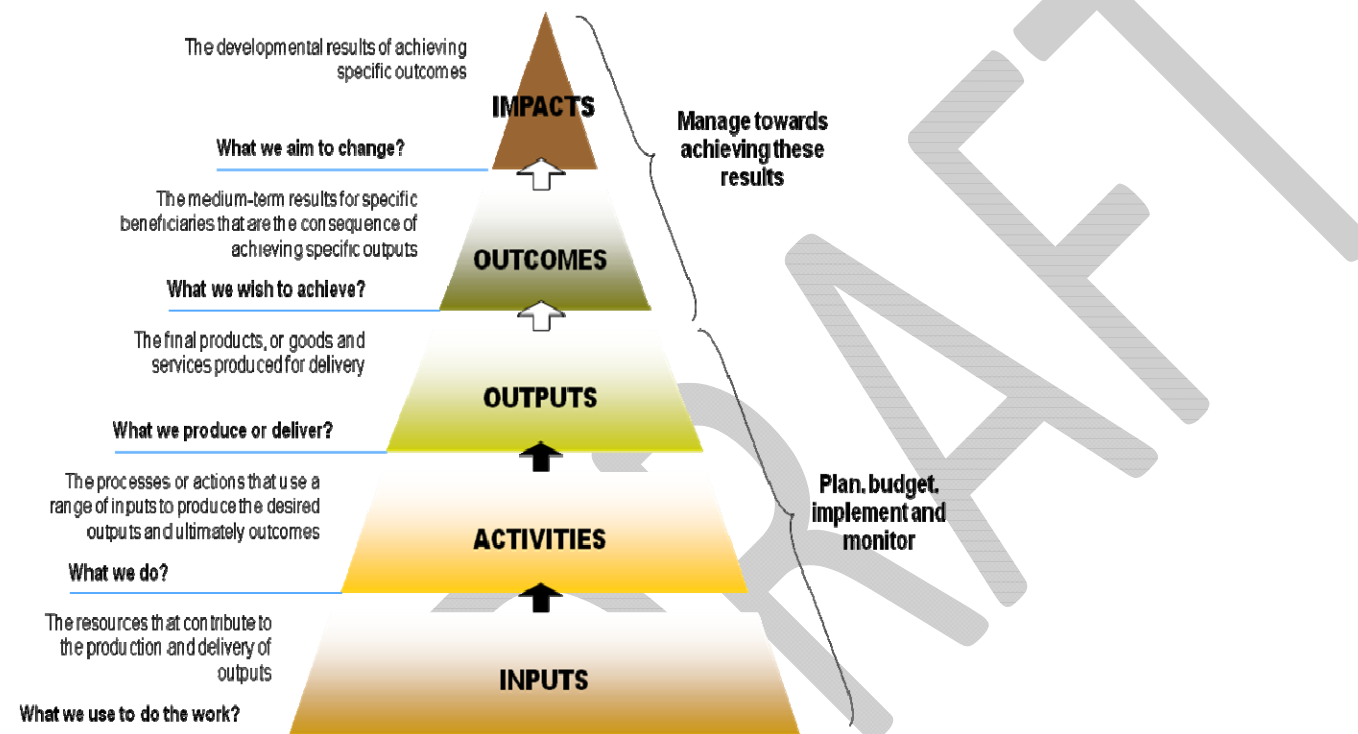 The developmental results of achieving
specific outcomes
IMPACTS
Manage towards
achieving these
results
What we aim to change?
The medium-term results for specific
beneficiaries that are the consequence of
achieving specific outputs
OUTCOMES
What we wish to achieve?
The final products, or goods and
services produced for delivery
OUTPUTS
What we produce or deliver?
The processes or actions that use a
range of inputs to produce the desired
outputs and ultimately outcomes
ACTIVITIES
Plan, budget,
implement and
monitor
What we do?
The resources that contribute to
the production and delivery of
outputs
INPUTS
What we use to do the work?
DRAFT